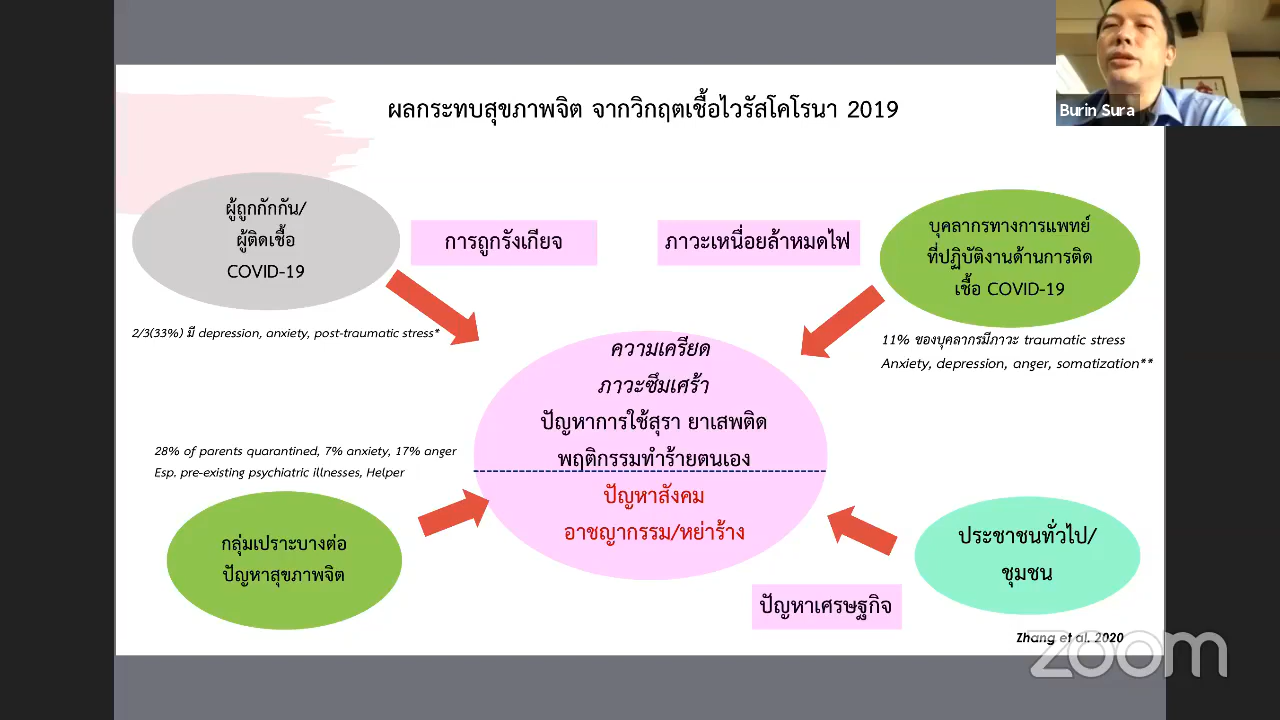 ผลกระทบสุขภาพจิต จากวิกฤตเชื้อไวรัสโคโรนา 2019
Burin Sura
ผู้ถูกกักกัน/
ผู้ติดเชื้อ
COVID-19
การถูกรังเกียจ
ภาวะเหนื่อยล้าหมดไฟ
บุคลากรทางการแพทย์
ที่ปฏิบัติงานด้านการติด
เชื้อ COVID-19
2/3(33%) มี depression, anxiety, post-traumatic stress*
11% ของบุคลากรมีภาวะ traumatic stress
Anxiety, depression, anger, somatization**
ความเครียด
ภาวะซึมเศร้า
ปัญหาการใช้สุรา ยาเสพติด
พฤติกรรมทำร้ายตนเอง
ปัญหาสังคม
อาชญากรรม/หย่าร้าง
28% of parents quarantined, 7% anxiety, 17% anger
Esp. pre-existing psychiatric illnesses, Helper
กลุ่มเปราะบางต่อ
ปัญหาสุขภาพจิต
ประชาชนทั่วไป/
ชุมชน
ปัญหาเศรษฐกิจ
Zhang et al. 2020
zoom